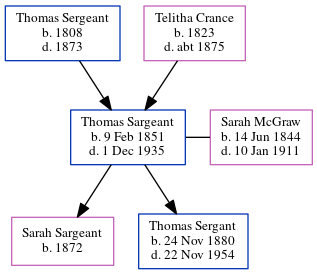 Thomas Sergeant
b. 1808
d. 1873
Telitha Crance
b. 1823
d. abt 1875
Thomas Sargeant
b. 9 Feb 1851
d. 1 Dec 1935
Sarah McGraw
b. 14 Jun 1844
d. 10 Jan 1911
Sarah Sargeant
b. 1872
Thomas Sergant
b. 24 Nov 1880
d. 22 Nov 1954